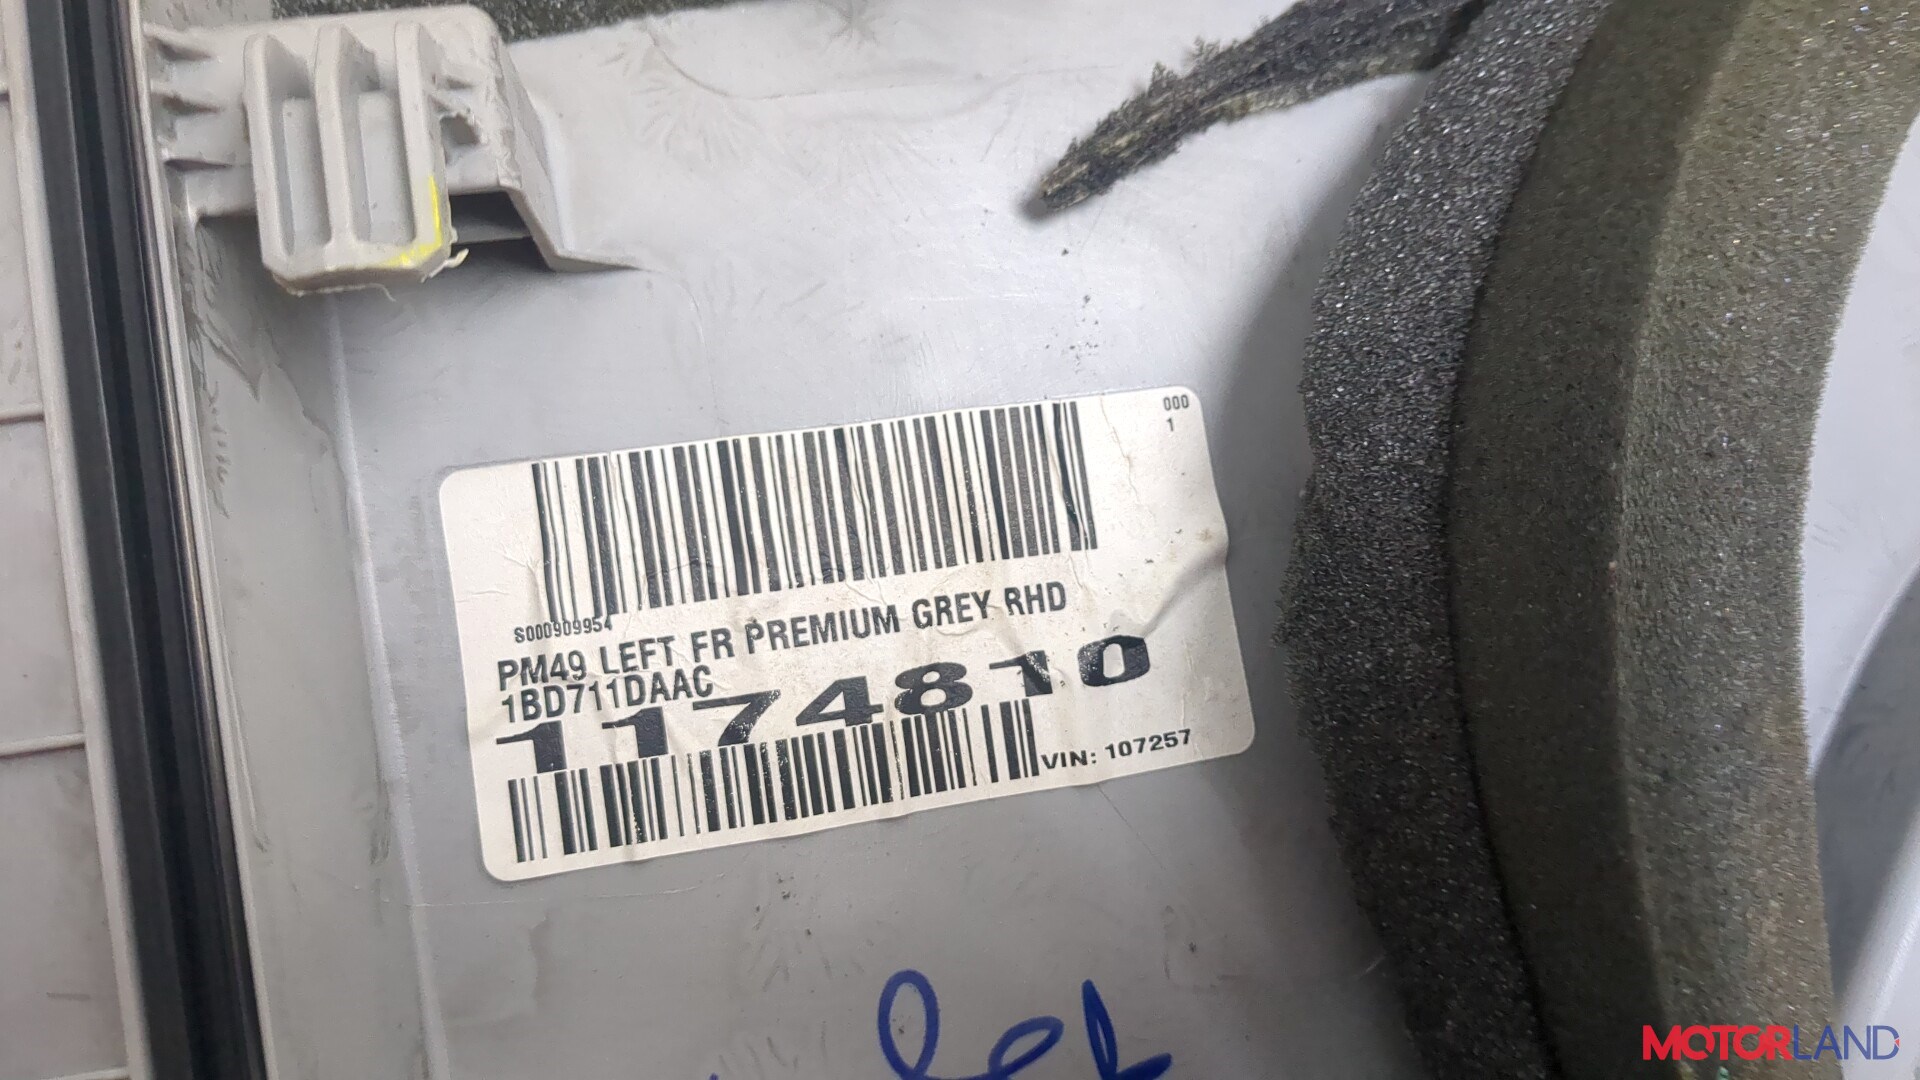 000
1
S000909954
PM49 LEFT FR PREMIUM GREY RHD
1BD711DAAC
1174810
VIN: 107257
MOTORLAND